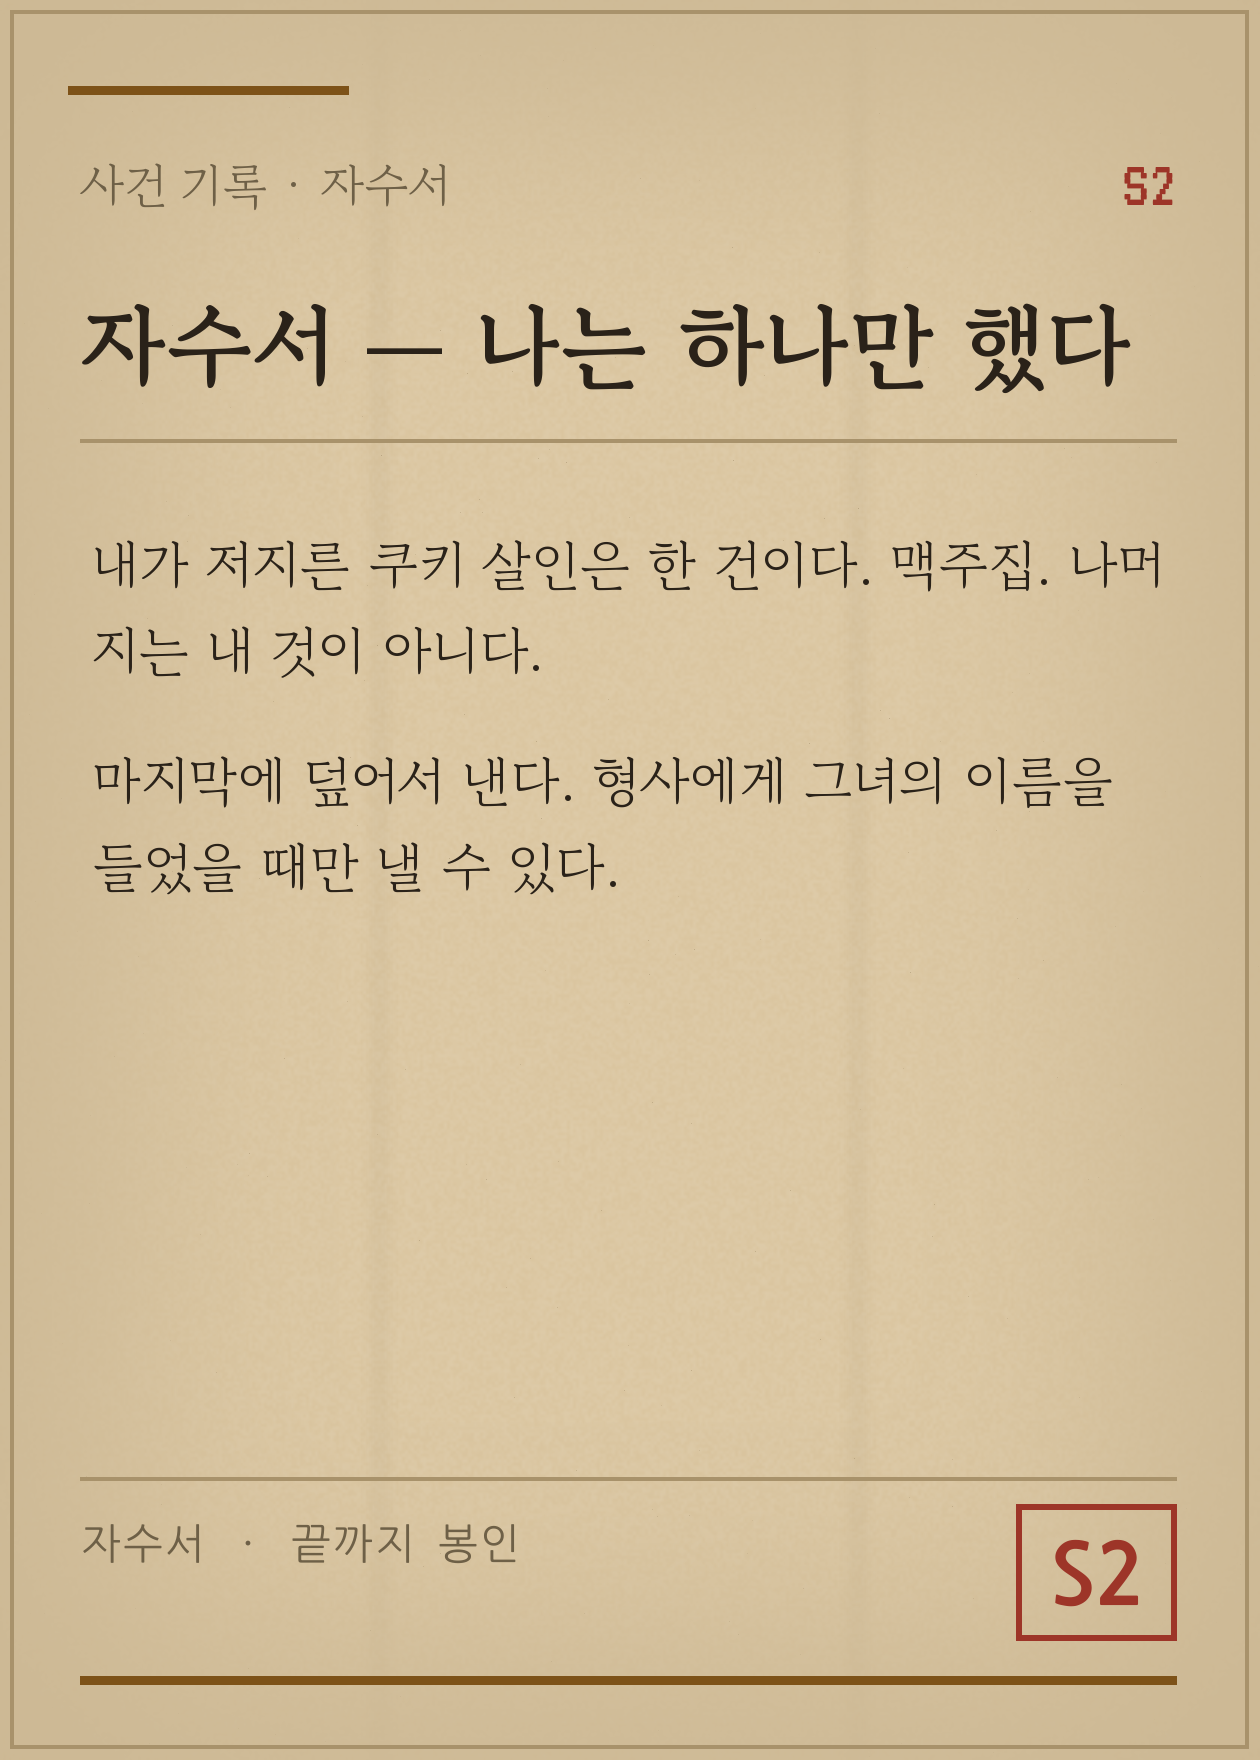 사건 기록 · 자수서
S2
자수서 — 나는 하나만 했다
내가 저지른 쿠키 살인은 한 건이다. 맥주집. 나머
지는 내 것이 아니다.
마지막에 덮어서 낸다. 형사에게 그녀의 이름을
들었을 때만 낼 수 있다.
자수서 · 끝까지 봉인
S2